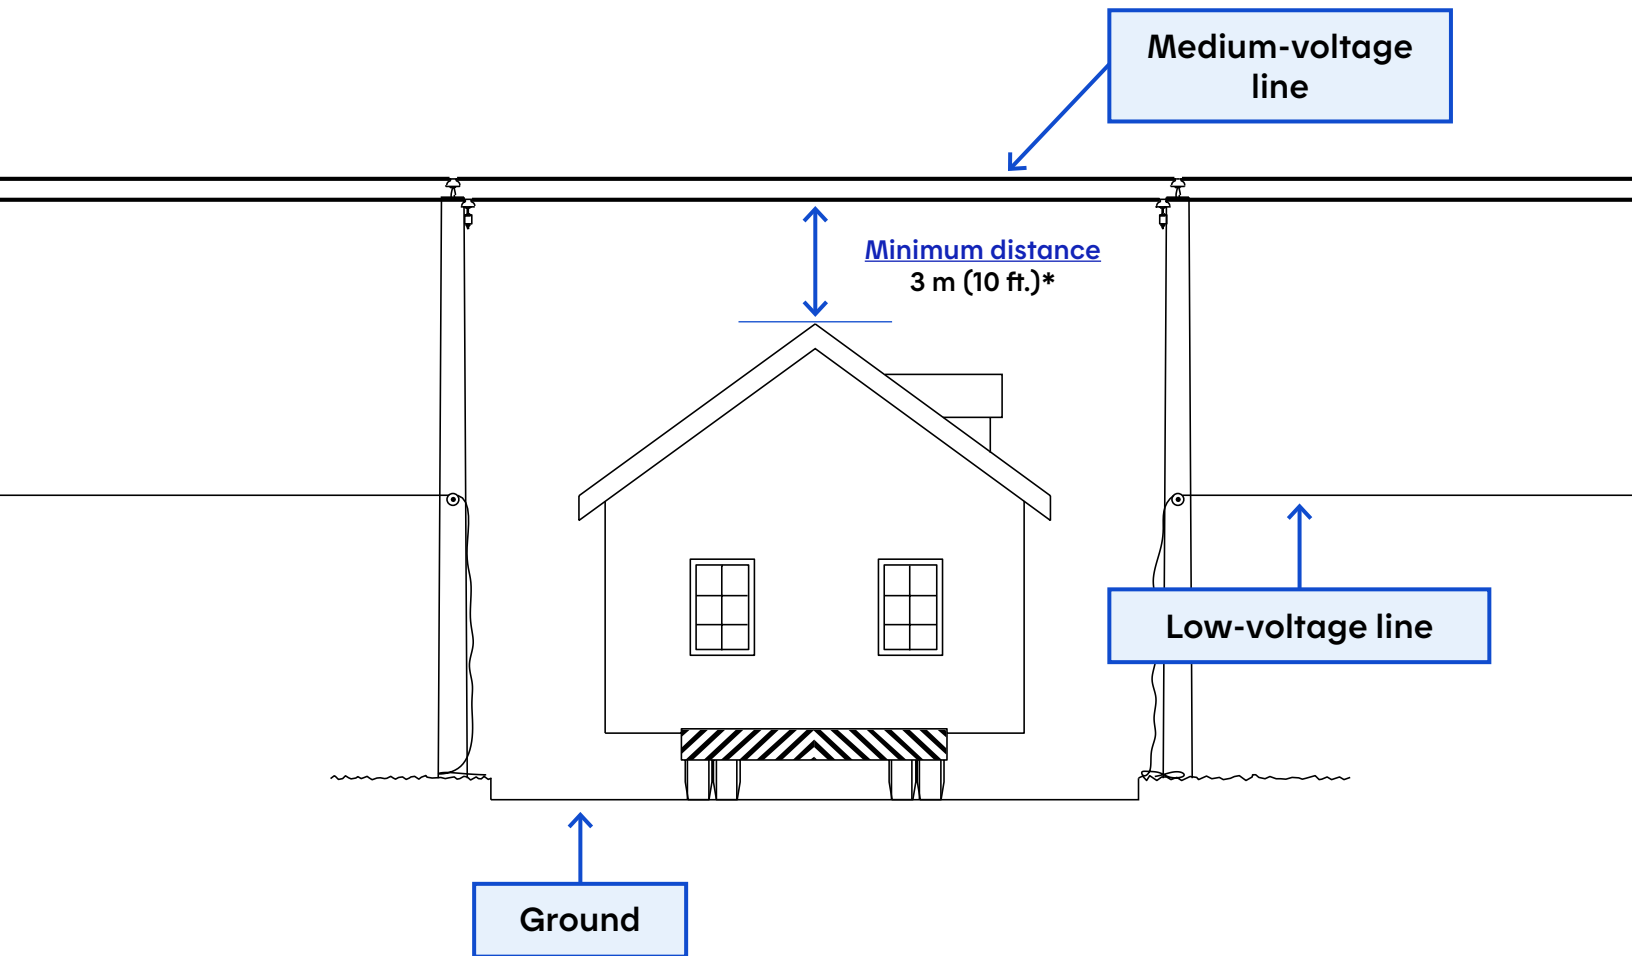 Medium-voltage
line
Minimum distance
3 m (10 ft.)*
Low-voltage line
Ground